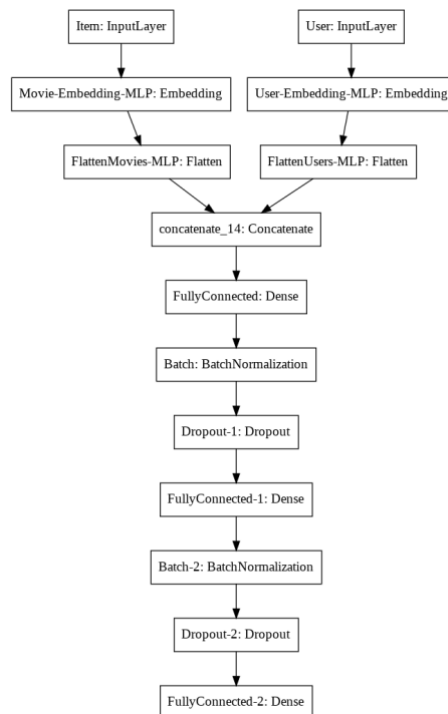 Item: InputLayer
User: InputLayer
Movie-Embedding-MLP: Embedding
User-Embedding-MLP: Embedding
FlattenMovies-MLP: Flatten
FlattenUsers-MLP: Flatten
concatenate_14: Concatenate
FullyConnected: Dense
Batch: BatchNormalization
Dropout-1: Dropout
FullyConnected-1: Dense
Batch-2: BatchNormalization
Dropout-2: Dropout
FullyConnected-2: Dense